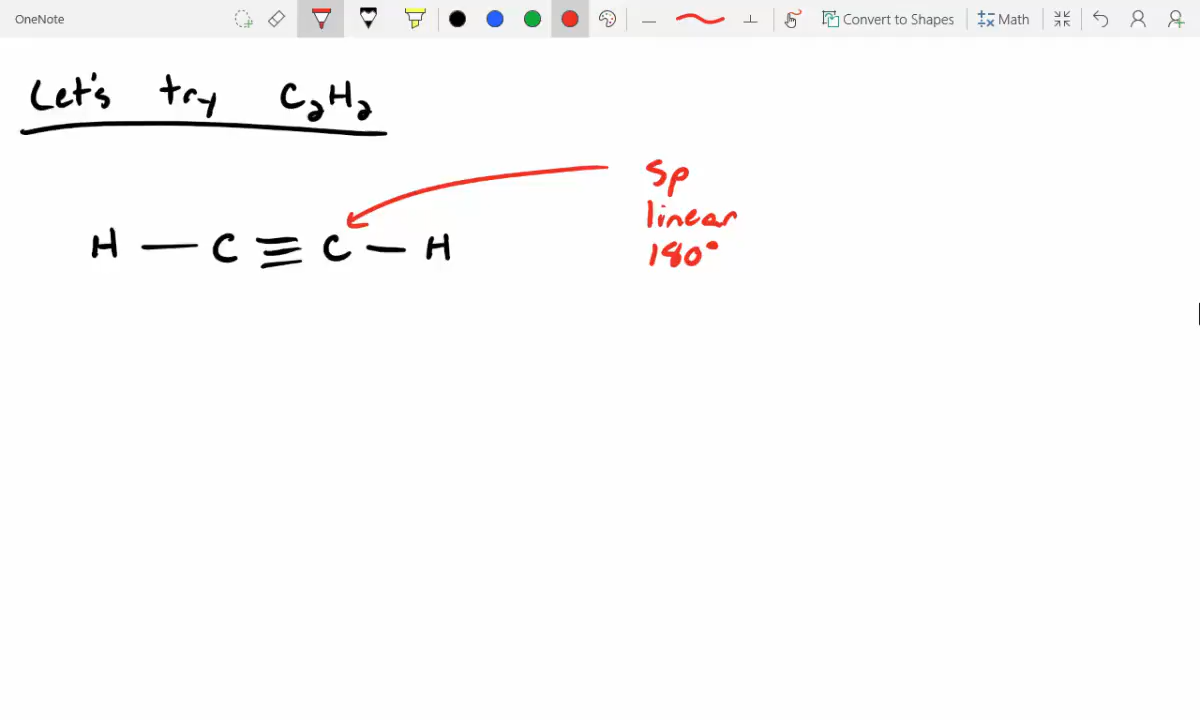 OneNote
Convert to Shapes
Math
Let's try C₂H₂
H — C ≡ C — H
sp
linear
180°